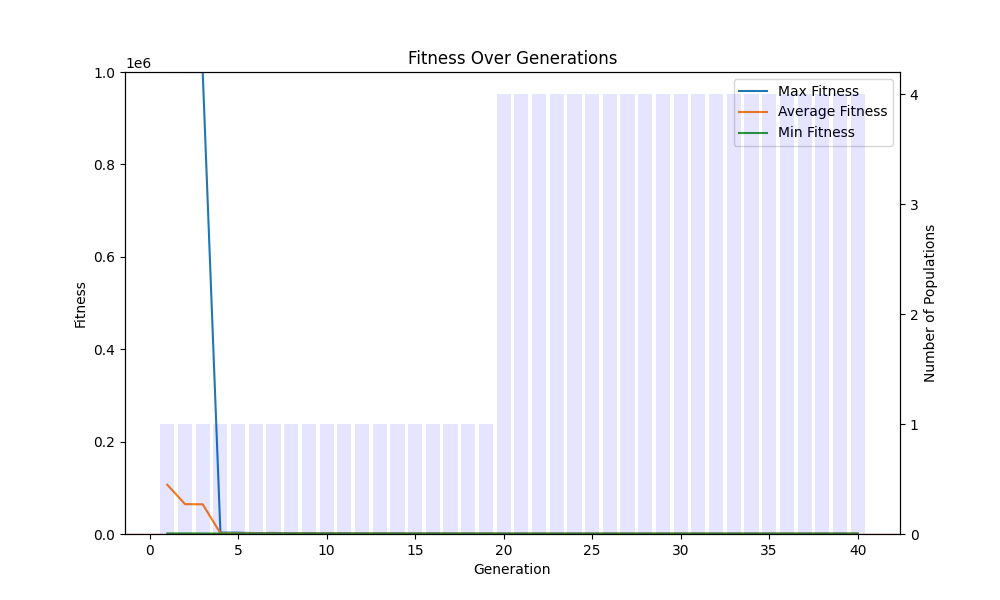 Fitness Over Generations
1e6
Max Fitness
Average Fitness
Min Fitness
1.0
0.8
0.6
0.4
0.2
0.0
Fitness
4
3
2
1
0
Number of Populations
0 5 10 15 20 25 30 35 40
Generation